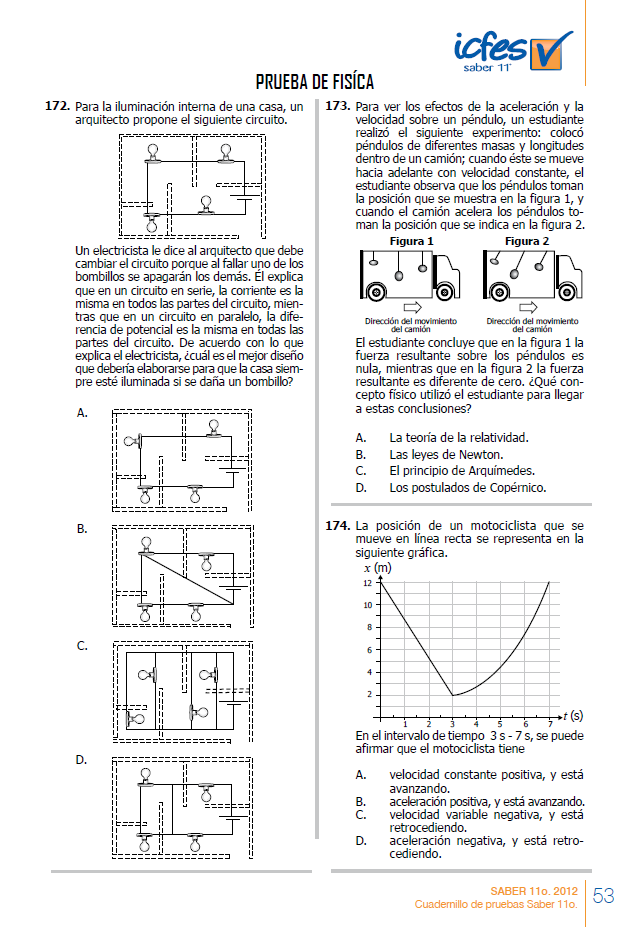 icfes
saber 11°
PRUEBA DE FISÍCA
172. Para la iluminación interna de una casa, un
arquitecto propone el siguiente circuito.
Un electricista le dice al arquitecto que debe
cambiar el circuito porque al fallar uno de los
bombillos se apagarán los demás. Él explica
que en un circuito en serie, la corriente es la
misma en todos las partes del circuito, mien-
tras que en un circuito en paralelo, la dife-
rencia de potencial es la misma en todas las
partes del circuito. De acuerdo con lo que
explica el electricista, ¿cuál es el mejor diseño
que debería elaborarse para que la casa siem-
pre esté iluminada si se daña un bombillo?
A.
B.
C.
D.
173. Para ver los efectos de la aceleración y la
velocidad sobre un péndulo, un estudiante
realizó el siguiente experimento: colocó
péndulos de diferentes masas y longitudes
dentro de un camión; cuando éste se mueve
hacia adelante con velocidad constante, el
estudiante observa que los péndulos toman
la posición que se muestra en la figura 1, y
cuando el camión acelera los péndulos to-
man la posición que se indica en la figura 2.
Figura 1 Figura 2
Dirección del movimiento
del camión
Dirección del movimiento
del camión
El estudiante concluye que en la figura 1 la
fuerza resultante sobre los péndulos es
nula, mientras que en la figura 2 la fuerza
resultante es diferente de cero. ¿Qué con-
cepto físico utilizó el estudiante para llegar
a estas conclusiones?
A. La teoría de la relatividad.
B. Las leyes de Newton.
C. El principio de Arquímedes.
D. Los postulados de Copérnico.
174. La posición de un motociclista que se
mueve en línea recta se representa en la
siguiente gráfica.
x (m)
12
10
8
6
4
2
1 2 3 4 5 6 7 t (s)
En el intervalo de tiempo 3 s - 7 s, se puede
afirmar que el motociclista tiene
A. velocidad constante positiva, y está
avanzando.
B. aceleración positiva, y está avanzando.
C. velocidad variable negativa, y está
retrocediendo.
D. aceleración negativa, y está retro-
cediendo.
SABER 11o. 2012
Cuadernillo de pruebas Saber 11o.
53